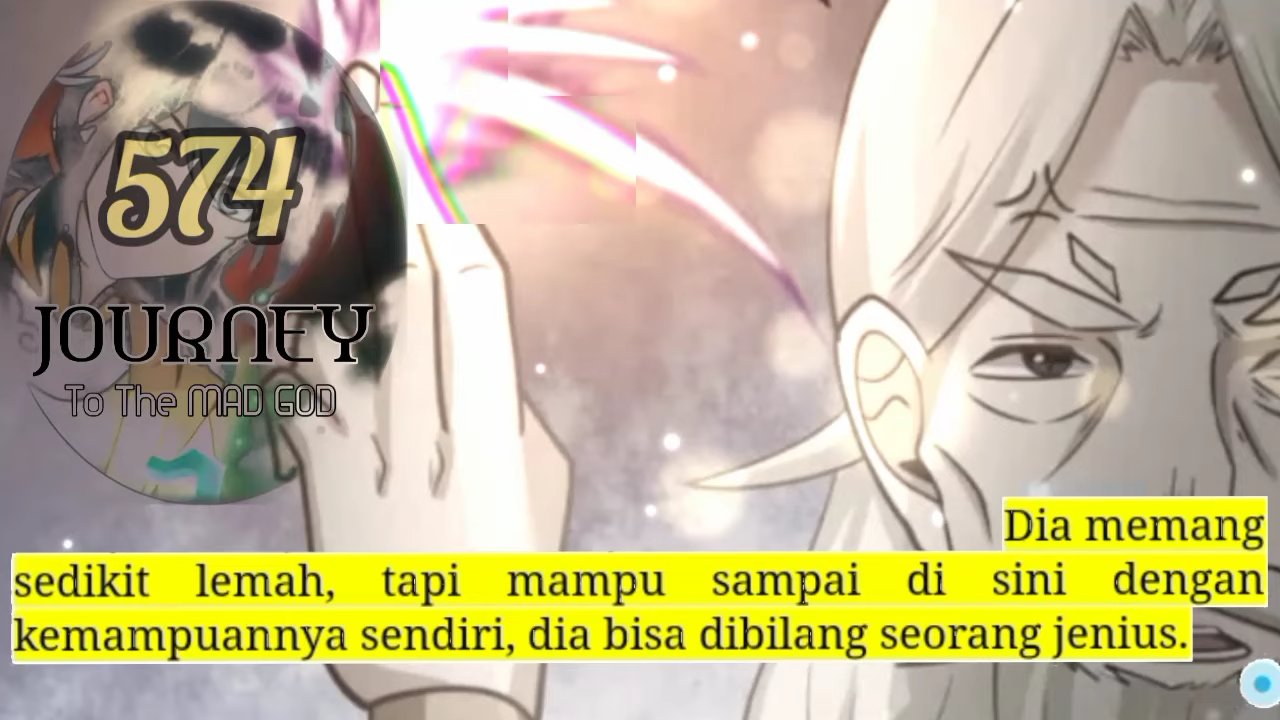 574
JOURNEY
To The MAD GOD
Dia memang
sedikit lemah, tapi mampu sampai di sini dengan
kemampuannya sendiri, dia bisa dibilang seorang jenius.